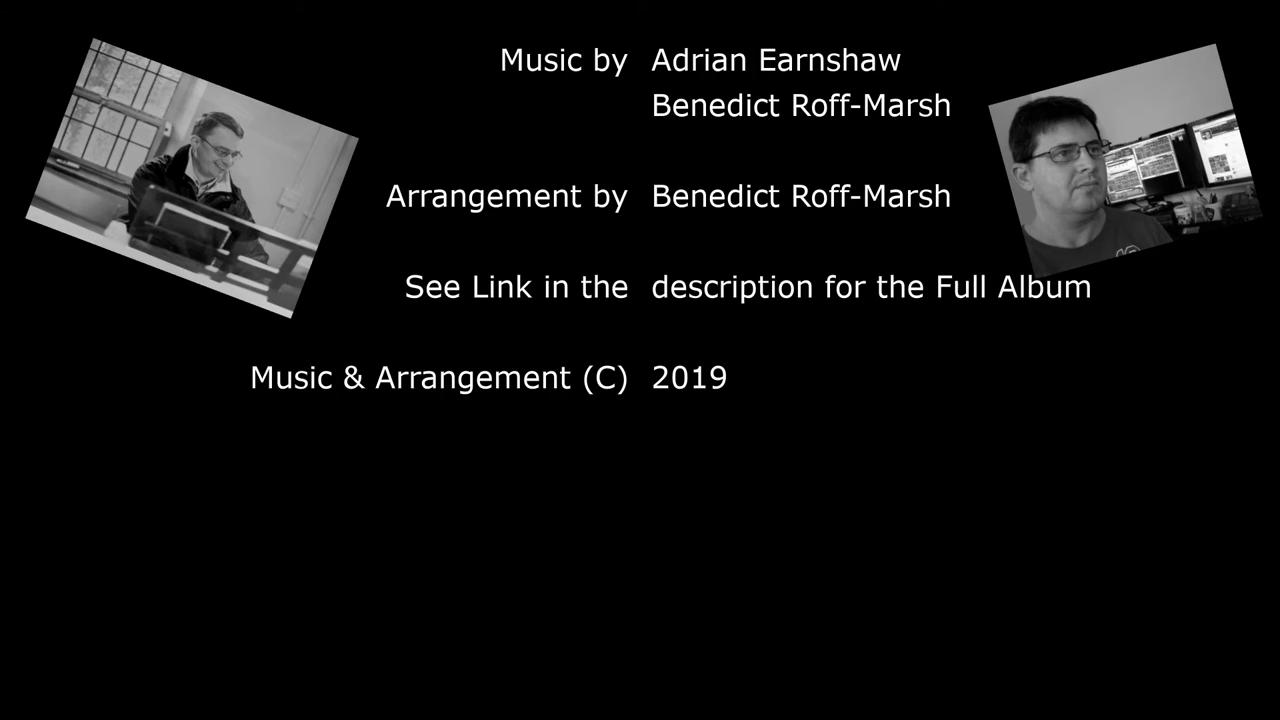 Music by Adrian Earnshaw
Benedict Roff-Marsh
Arrangement by Benedict Roff-Marsh
See Link in the description for the Full Album
Music & Arrangement (C) 2019